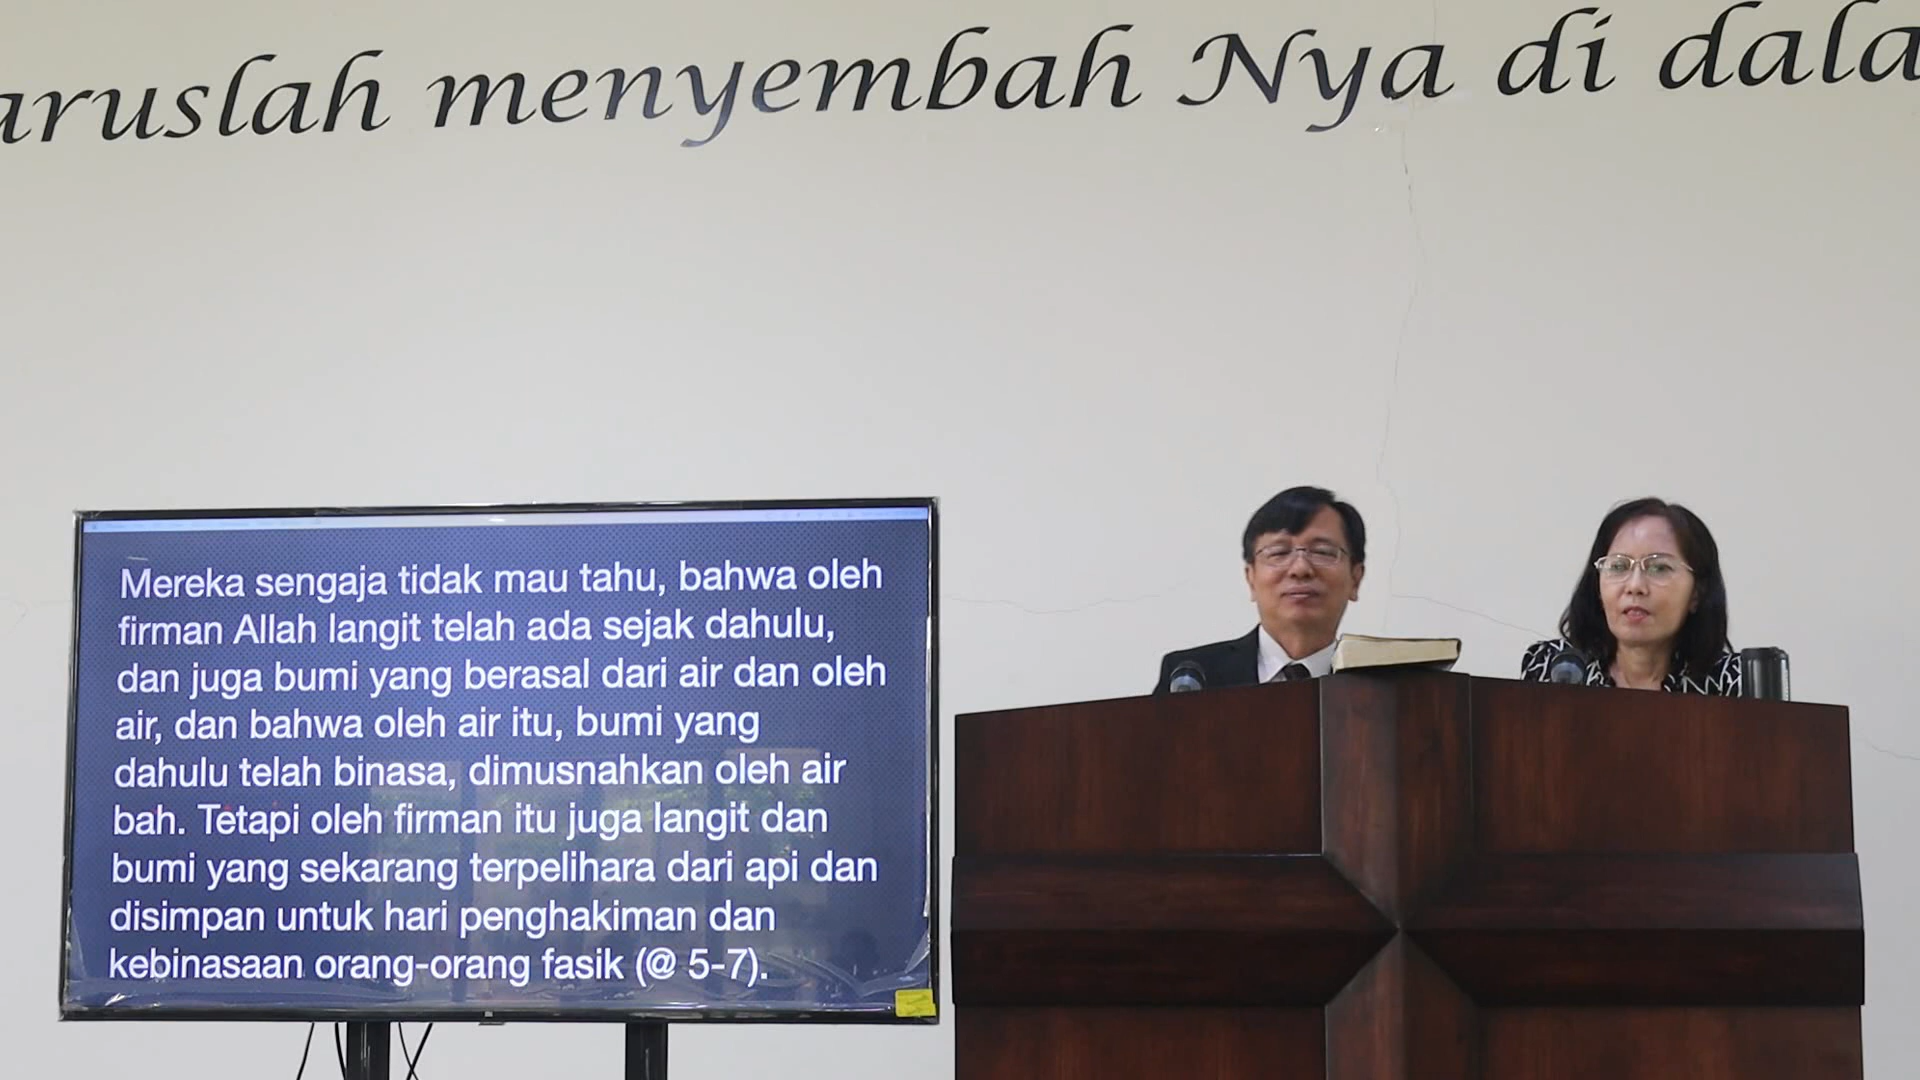 aruslah menyembah Nya di dala
Mereka sengaja tidak mau tahu, bahwa oleh
firman Allah langit telah ada sejak dahulu,
dan juga bumi yang berasal dari air dan oleh
air, dan bahwa oleh air itu, bumi yang
dahulu telah binasa, dimusnahkan oleh air
bah. Tetapi oleh firman itu juga langit dan
bumi yang sekarang terpelihara dari api dan
disimpan untuk hari penghakiman dan
kebinasaan orang-orang fasik (@ 5-7).